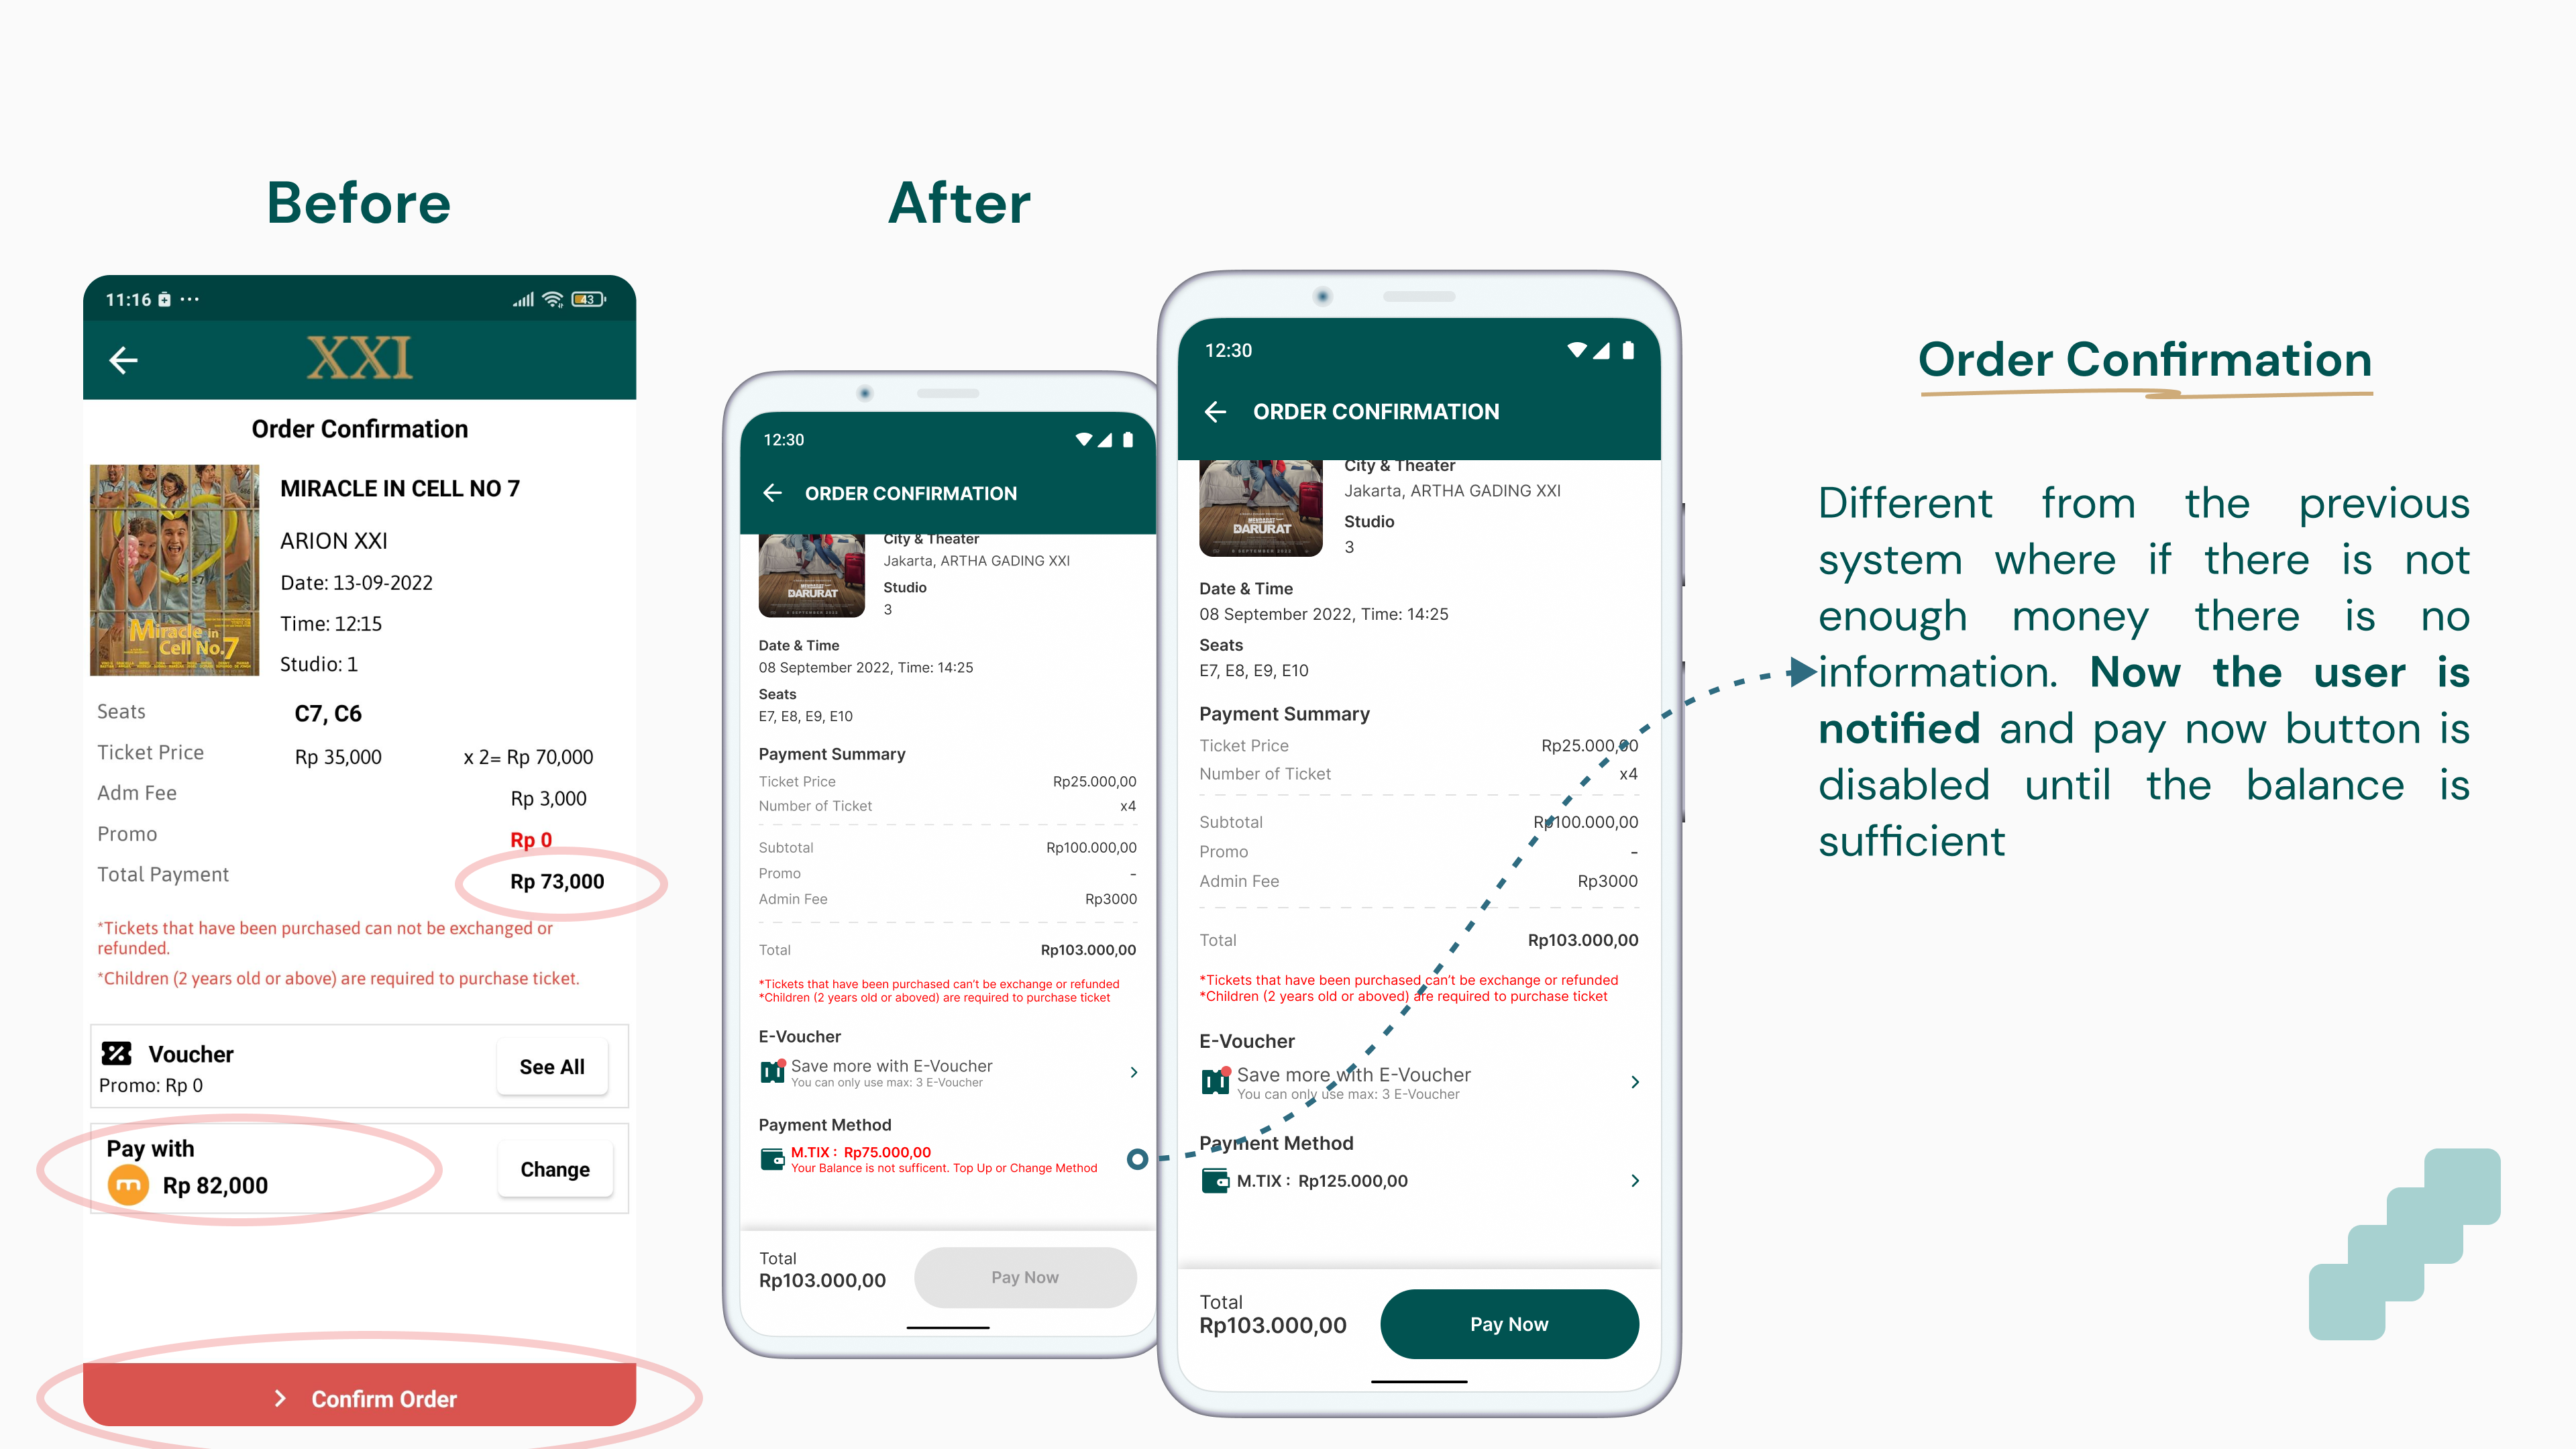 Before
After
11:16
43
XXI
Order Confirmation
MIRACLE IN CELL NO 7
ARION XXI
Date: 13-09-2022
Time: 12:15
Studio: 1
Miracle in
Cell No.7
Seats C7, C6
Ticket Price Rp 35,000 x 2= Rp 70,000
Adm Fee Rp 3,000
Promo Rp 0
Total Payment Rp 73,000
*Tickets that have been purchased can not be exchanged or
refunded.
*Children (2 years old or above) are required to purchase ticket.
Voucher
Promo: Rp 0
See All
Pay with
Rp 82,000
Change
Confirm Order
12:30
ORDER CONFIRMATION
City & Theater
Jakarta, ARTHA GADING XXI
Studio
3
DARURAT
Date & Time
08 September 2022, Time: 14:25
Seats
E7, E8, E9, E10
Payment Summary
Ticket Price Rp25.000,00
Number of Ticket x4
Subtotal Rp100.000,00
Promo -
Admin Fee Rp3000
Total Rp103.000,00
*Tickets that have been purchased can't be exchange or refunded
*Children (2 years old or aboved) are required to purchase ticket
E-Voucher
Save more with E-Voucher
You can only use max: 3 E-Voucher
Payment Method
M.TIX : Rp75.000,00
Your Balance is not sufficent. Top Up or Change Method
Total
Rp103.000,00
Pay Now
12:30
ORDER CONFIRMATION
City & Theater
Jakarta, ARTHA GADING XXI
Studio
3
MENDARAT
DARURAT
8 SEPTEMBER 2022
Date & Time
08 September 2022, Time: 14:25
Seats
E7, E8, E9, E10
Payment Summary
Ticket Price Rp25.000,00
Number of Ticket x4
Subtotal Rp100.000,00
Promo -
Admin Fee Rp3000
Total Rp103.000,00
*Tickets that have been purchased can't be exchange or refunded
*Children (2 years old or aboved) are required to purchase ticket
E-Voucher
Save more with E-Voucher
You can only use max: 3 E-Voucher
Payment Method
M.TIX : Rp125.000,00
Total
Rp103.000,00
Pay Now
Order Confirmation
Different from the previous
system where if there is not
enough money there is no
information. Now the user is
notified and pay now button is
disabled until the balance is
sufficient